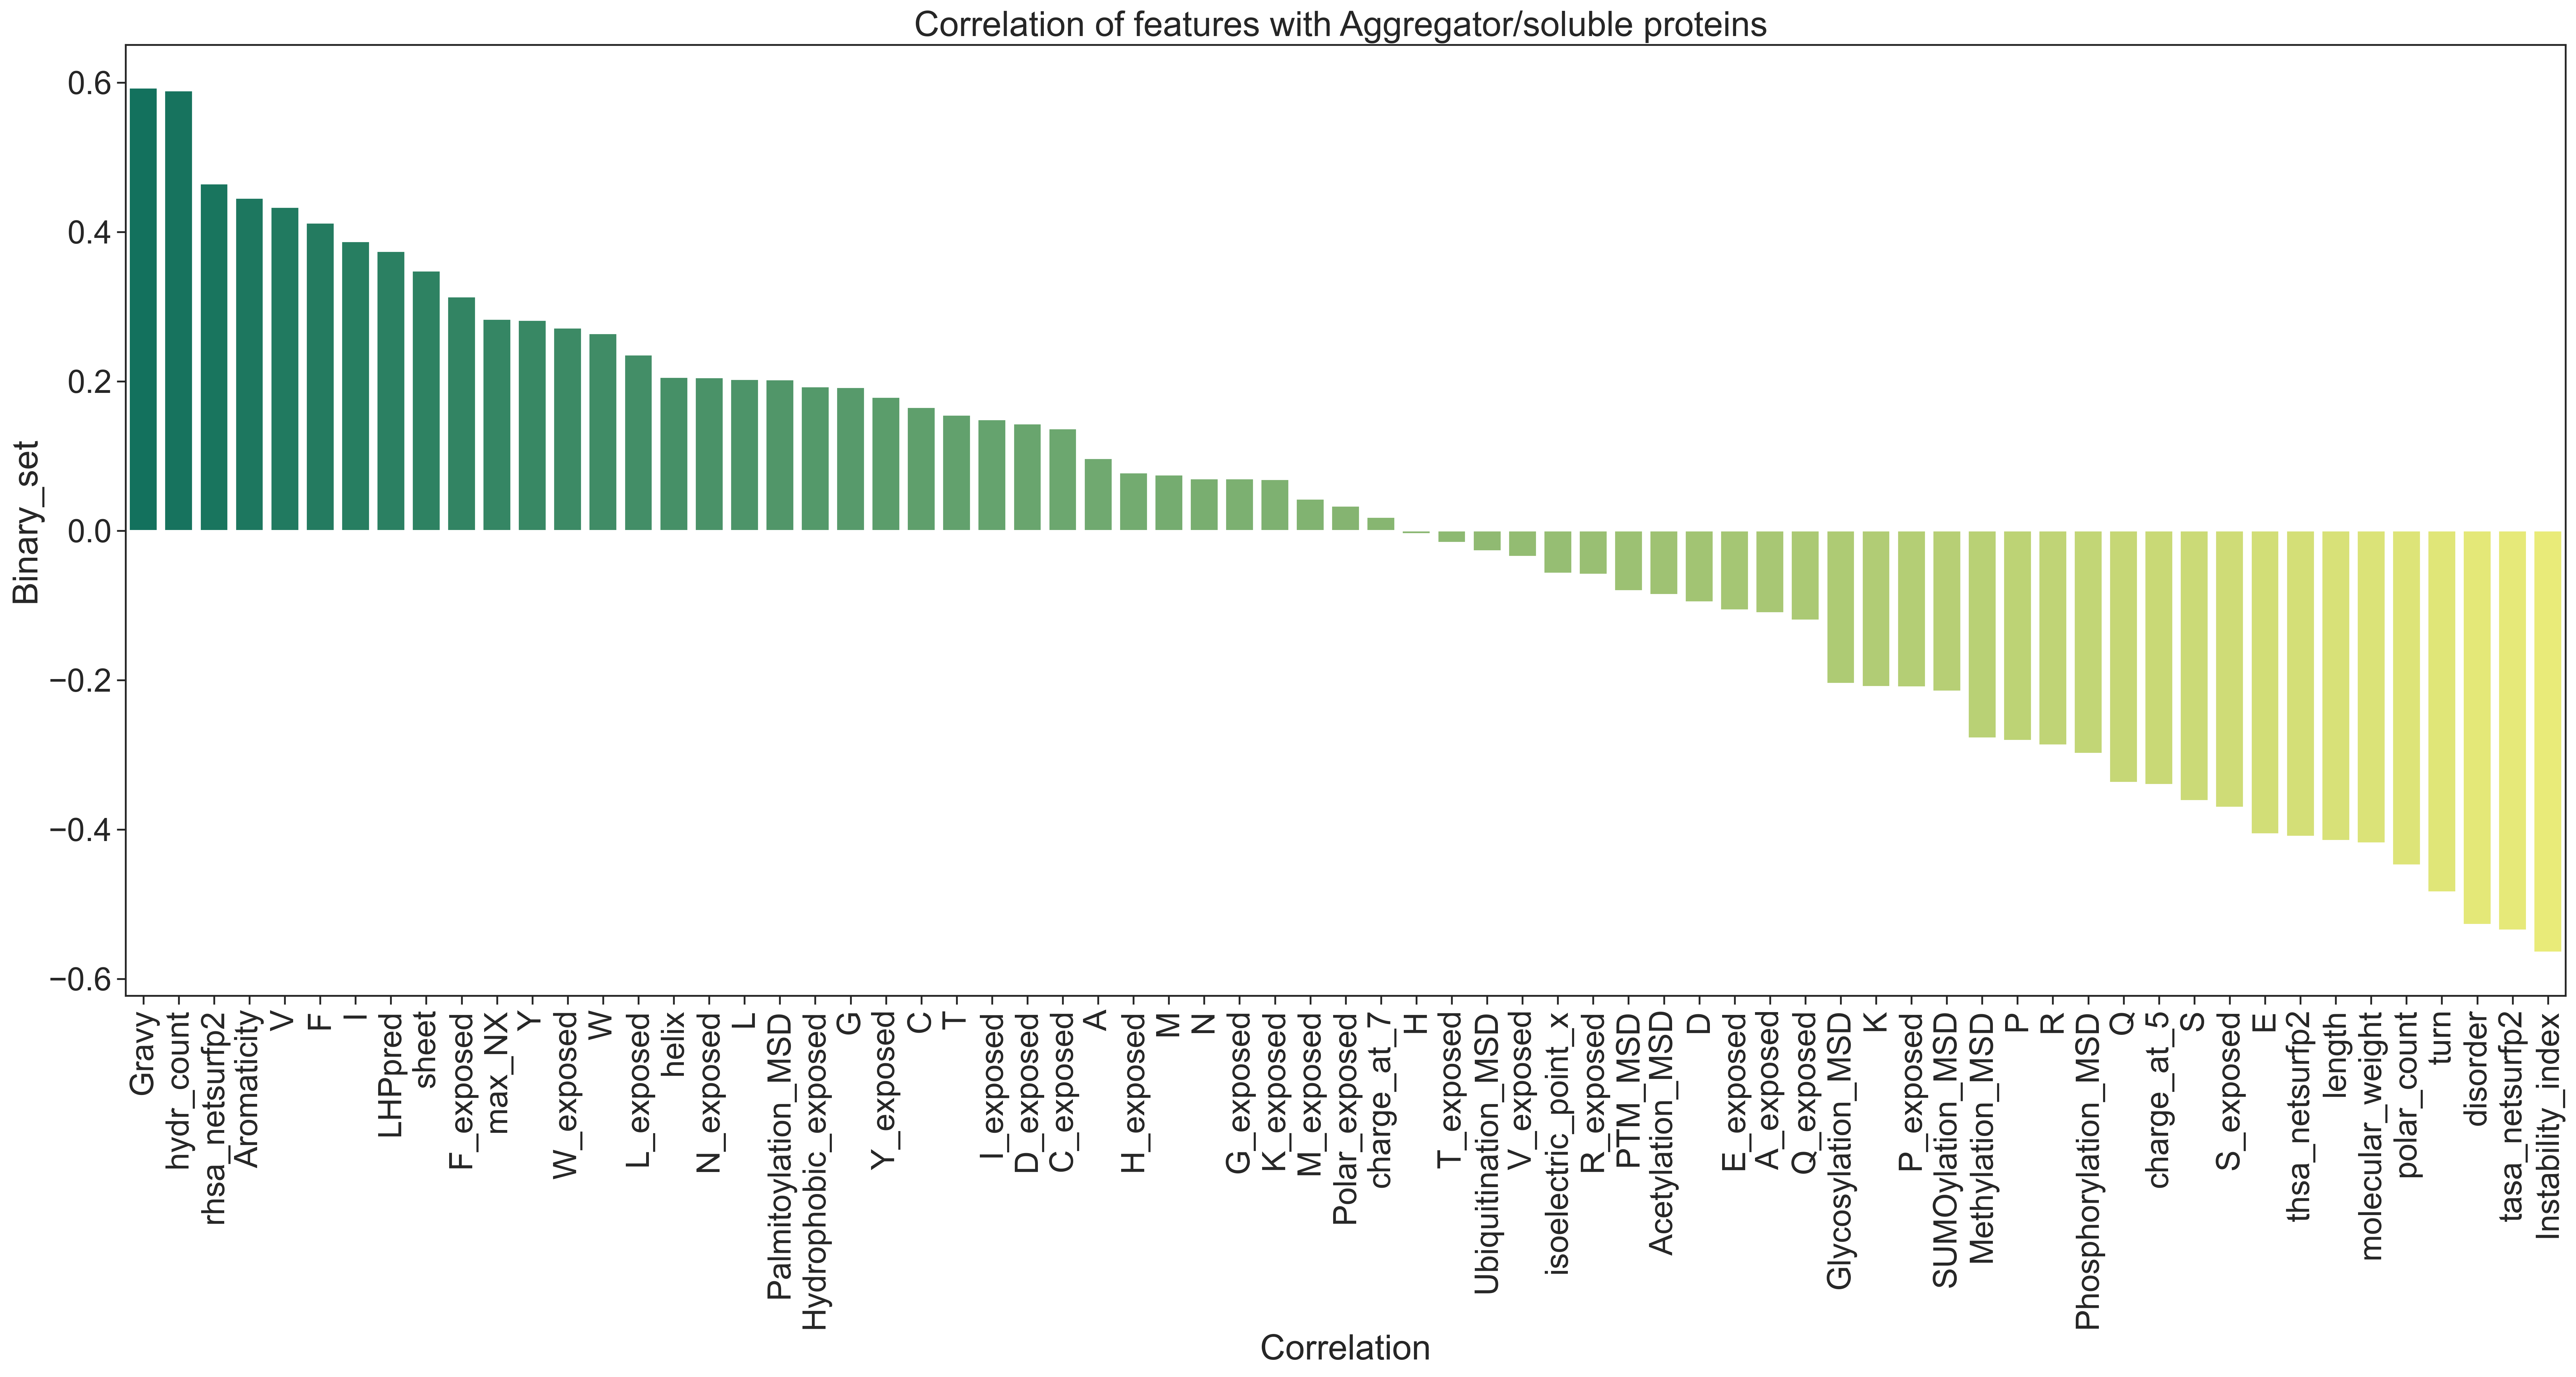 Correlation of features with Aggregator/soluble proteins
Binary_set
0.6
0.4
0.2
0.0
−0.2
−0.4
−0.6
Gravy
hydr_count
rhsa_netsurfp2
Aromaticity
V
F
I
LHPpred
sheet
F_exposed
max_NX
Y
W_exposed
W
L_exposed
helix
N_exposed
L
Palmitoylation_MSD
Hydrophobic_exposed
G
Y_exposed
C
T
I_exposed
D_exposed
C_exposed
A
H_exposed
M
N
G_exposed
K_exposed
M_exposed
Polar_exposed
charge_at_7
H
T_exposed
Ubiquitination_MSD
V_exposed
isoelectric_point_x
R_exposed
PTM_MSD
Acetylation_MSD
D
E_exposed
A_exposed
Q_exposed
Glycosylation_MSD
K
P_exposed
SUMOylation_MSD
Methylation_MSD
P
R
Phosphorylation_MSD
Q
charge_at_5
S
S_exposed
E
thsa_netsurfp2
length
molecular_weight
polar_count
turn
disorder
tasa_netsurfp2
Instability_index
Correlation